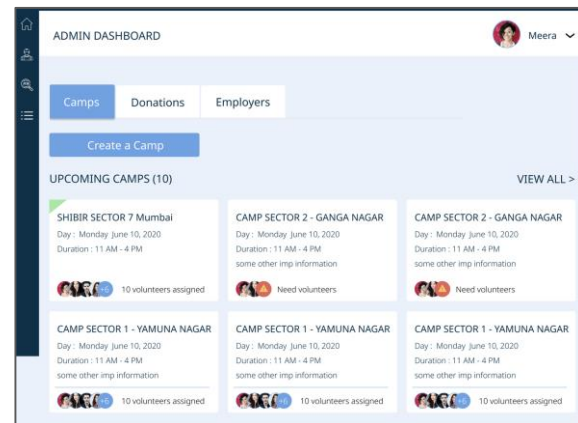 ADMIN DASHBOARD
Meera
Camps
Donations
Employers
Create a Camp
UPCOMING CAMPS (10)
VIEW ALL >
SHIBIR SECTOR 7 Mumbai
Day : Monday June 10, 2020
Duration : 11 AM - 4 PM
+6
10 volunteers assigned
CAMP SECTOR 2 - GANGA NAGAR
Day : Monday June 10, 2020
Duration : 11 AM - 4 PM
some other imp information
Need volunteers
CAMP SECTOR 2 - GANGA NAGAR
Day : Monday June 10, 2020
Duration : 11 AM - 4 PM
some other imp information
Need volunteers
CAMP SECTOR 1 - YAMUNA NAGAR
Day : Monday June 10, 2020
Duration : 11 AM - 4 PM
some other imp information
+6
10 volunteers assigned
CAMP SECTOR 1 - YAMUNA NAGAR
Day : Monday June 10, 2020
Duration : 11 AM - 4 PM
some other imp information
+6
10 volunteers assigned
CAMP SECTOR 1 - YAMUNA NAGAR
Day : Monday June 10, 2020
Duration : 11 AM - 4 PM
some other imp information
+6
10 volunteers assigned